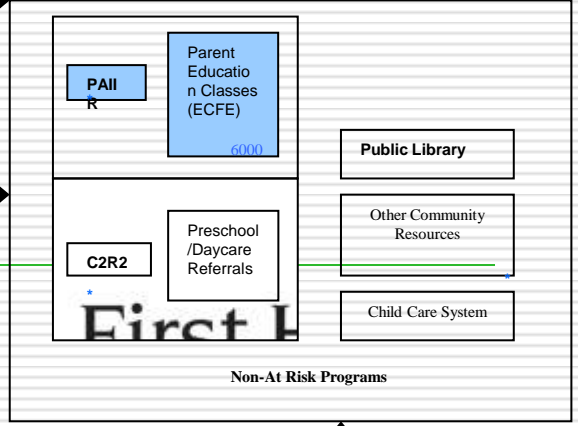 Parent
Educatio
n Classes
(ECFE)
6000
PAII
R
*
Public Library
Other Community
Resources
*
Preschool
/Daycare
Referrals
C2R2
*
First
Child Care System
Non-At Risk Programs